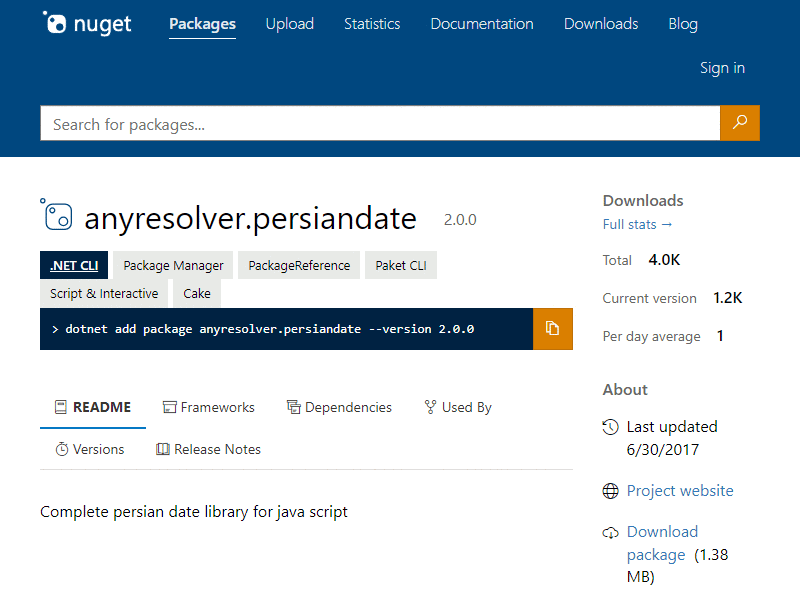 nuget
Packages Upload Statistics Documentation Downloads Blog
Sign in
Search for packages...
anyresolver.persiandate 2.0.0
.NET CLI Package Manager PackageReference Paket CLI
Script & Interactive Cake
> dotnet add package anyresolver.persiandate --version 2.0.0
README Frameworks Dependencies Used By
Versions Release Notes
Complete persian date library for java script
Downloads
Full stats →
Total 4.0K
Current version 1.2K
Per day average 1
About
Last updated
6/30/2017
Project website
Download
package (1.38
MB)